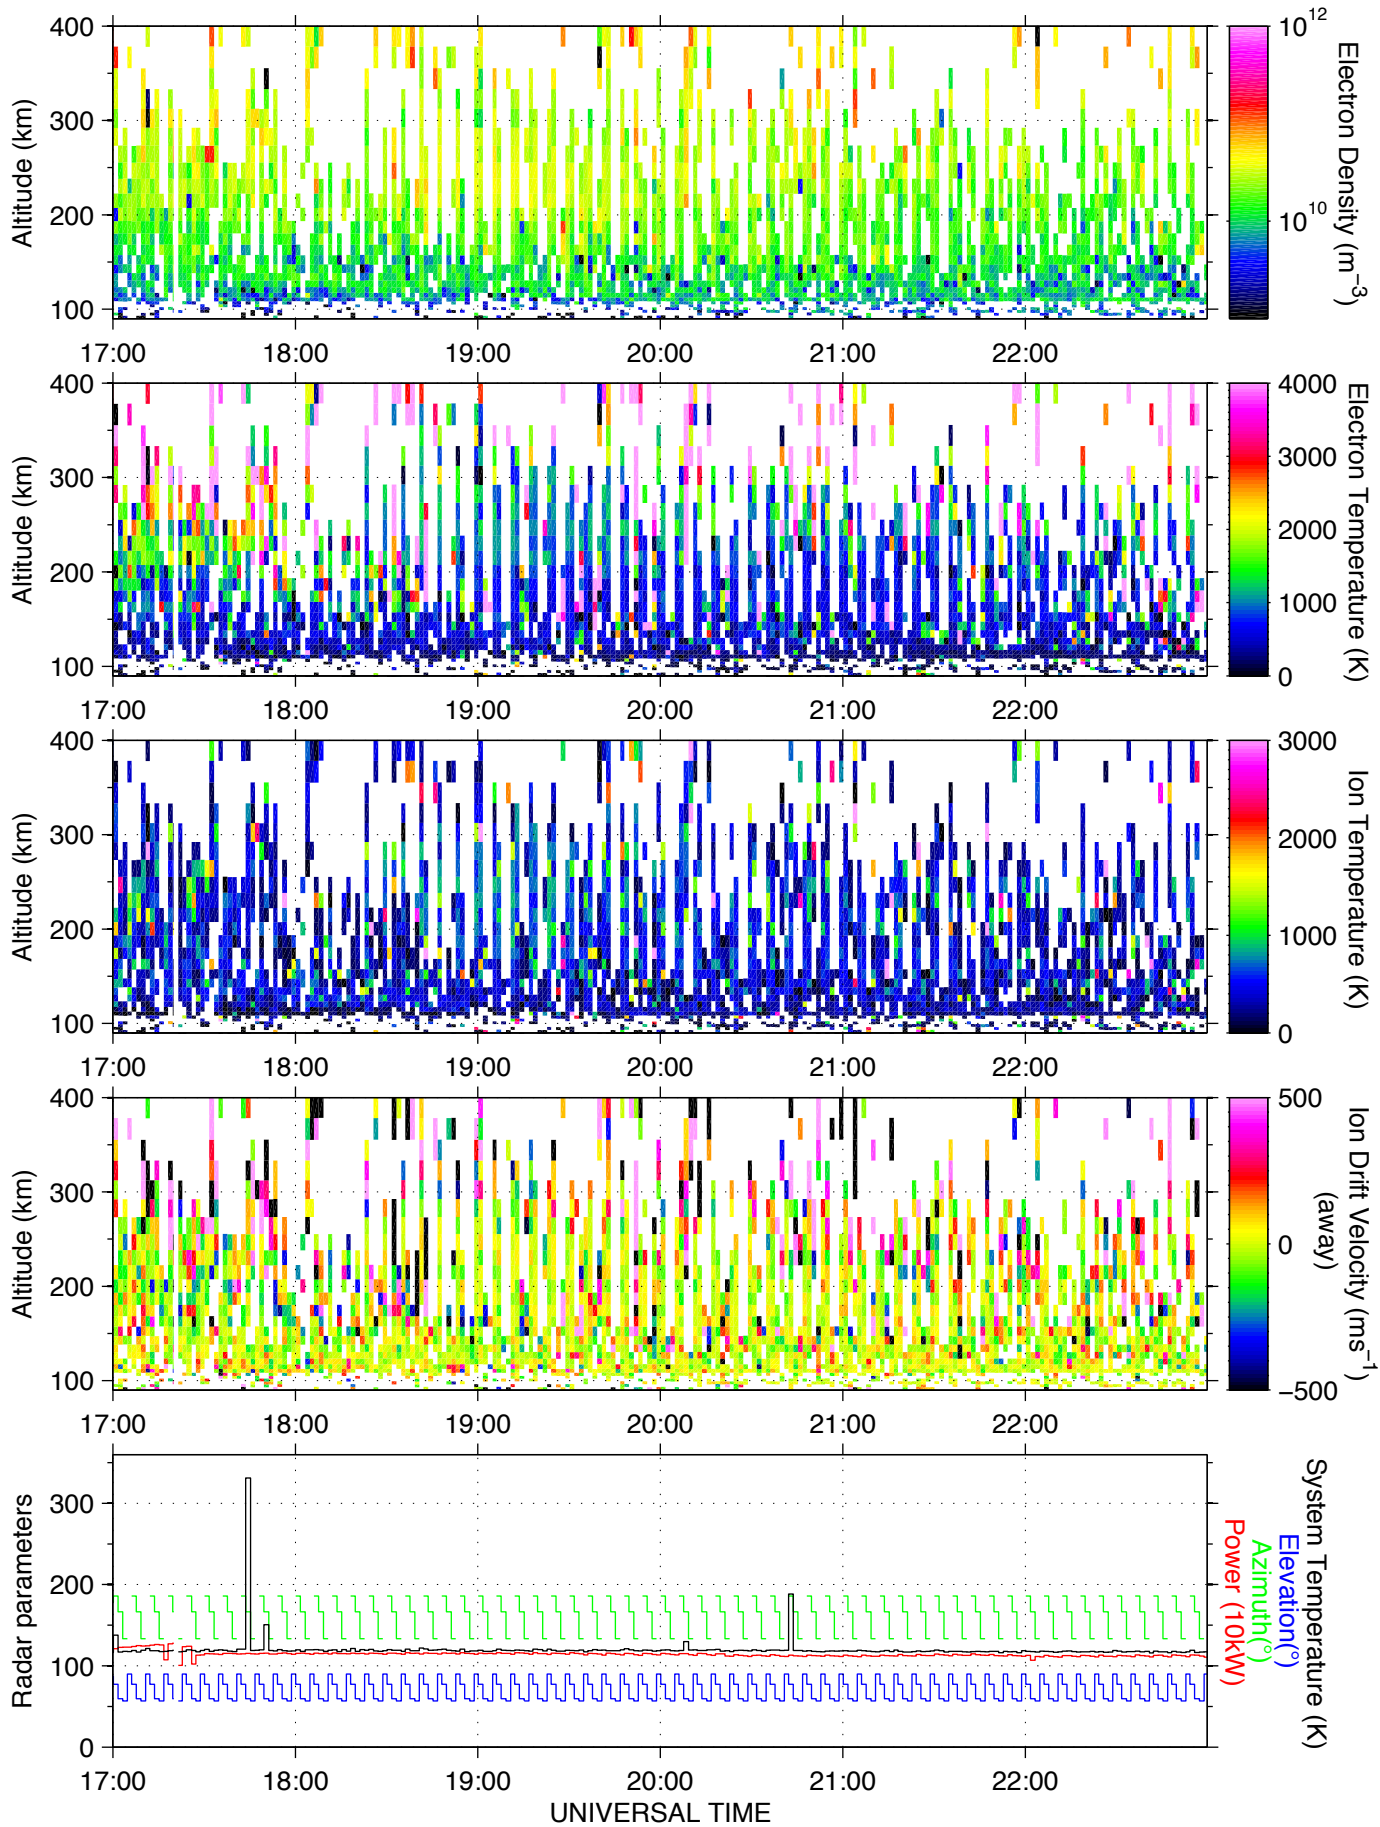 400
300
200
100
Altitude (km)
17:00 18:00 19:00 20:00 21:00 22:00
10^12
10^10
Electron Density (m^−3)
400
300
200
100
Altitude (km)
17:00 18:00 19:00 20:00 21:00 22:00
4000
3000
2000
1000
0
Electron Temperature (K)
400
300
200
100
Altitude (km)
17:00 18:00 19:00 20:00 21:00 22:00
3000
2000
1000
0
Ion Temperature (K)
400
300
200
100
Altitude (km)
17:00 18:00 19:00 20:00 21:00 22:00
500
0
−500
Ion Drift Velocity (ms^−1)
(away)
300
200
100
0
Radar parameters
17:00 18:00 19:00 20:00 21:00 22:00
UNIVERSAL TIME
System Temperature (K)
Elevation(°)
Azimuth(°)
Power (10kW)